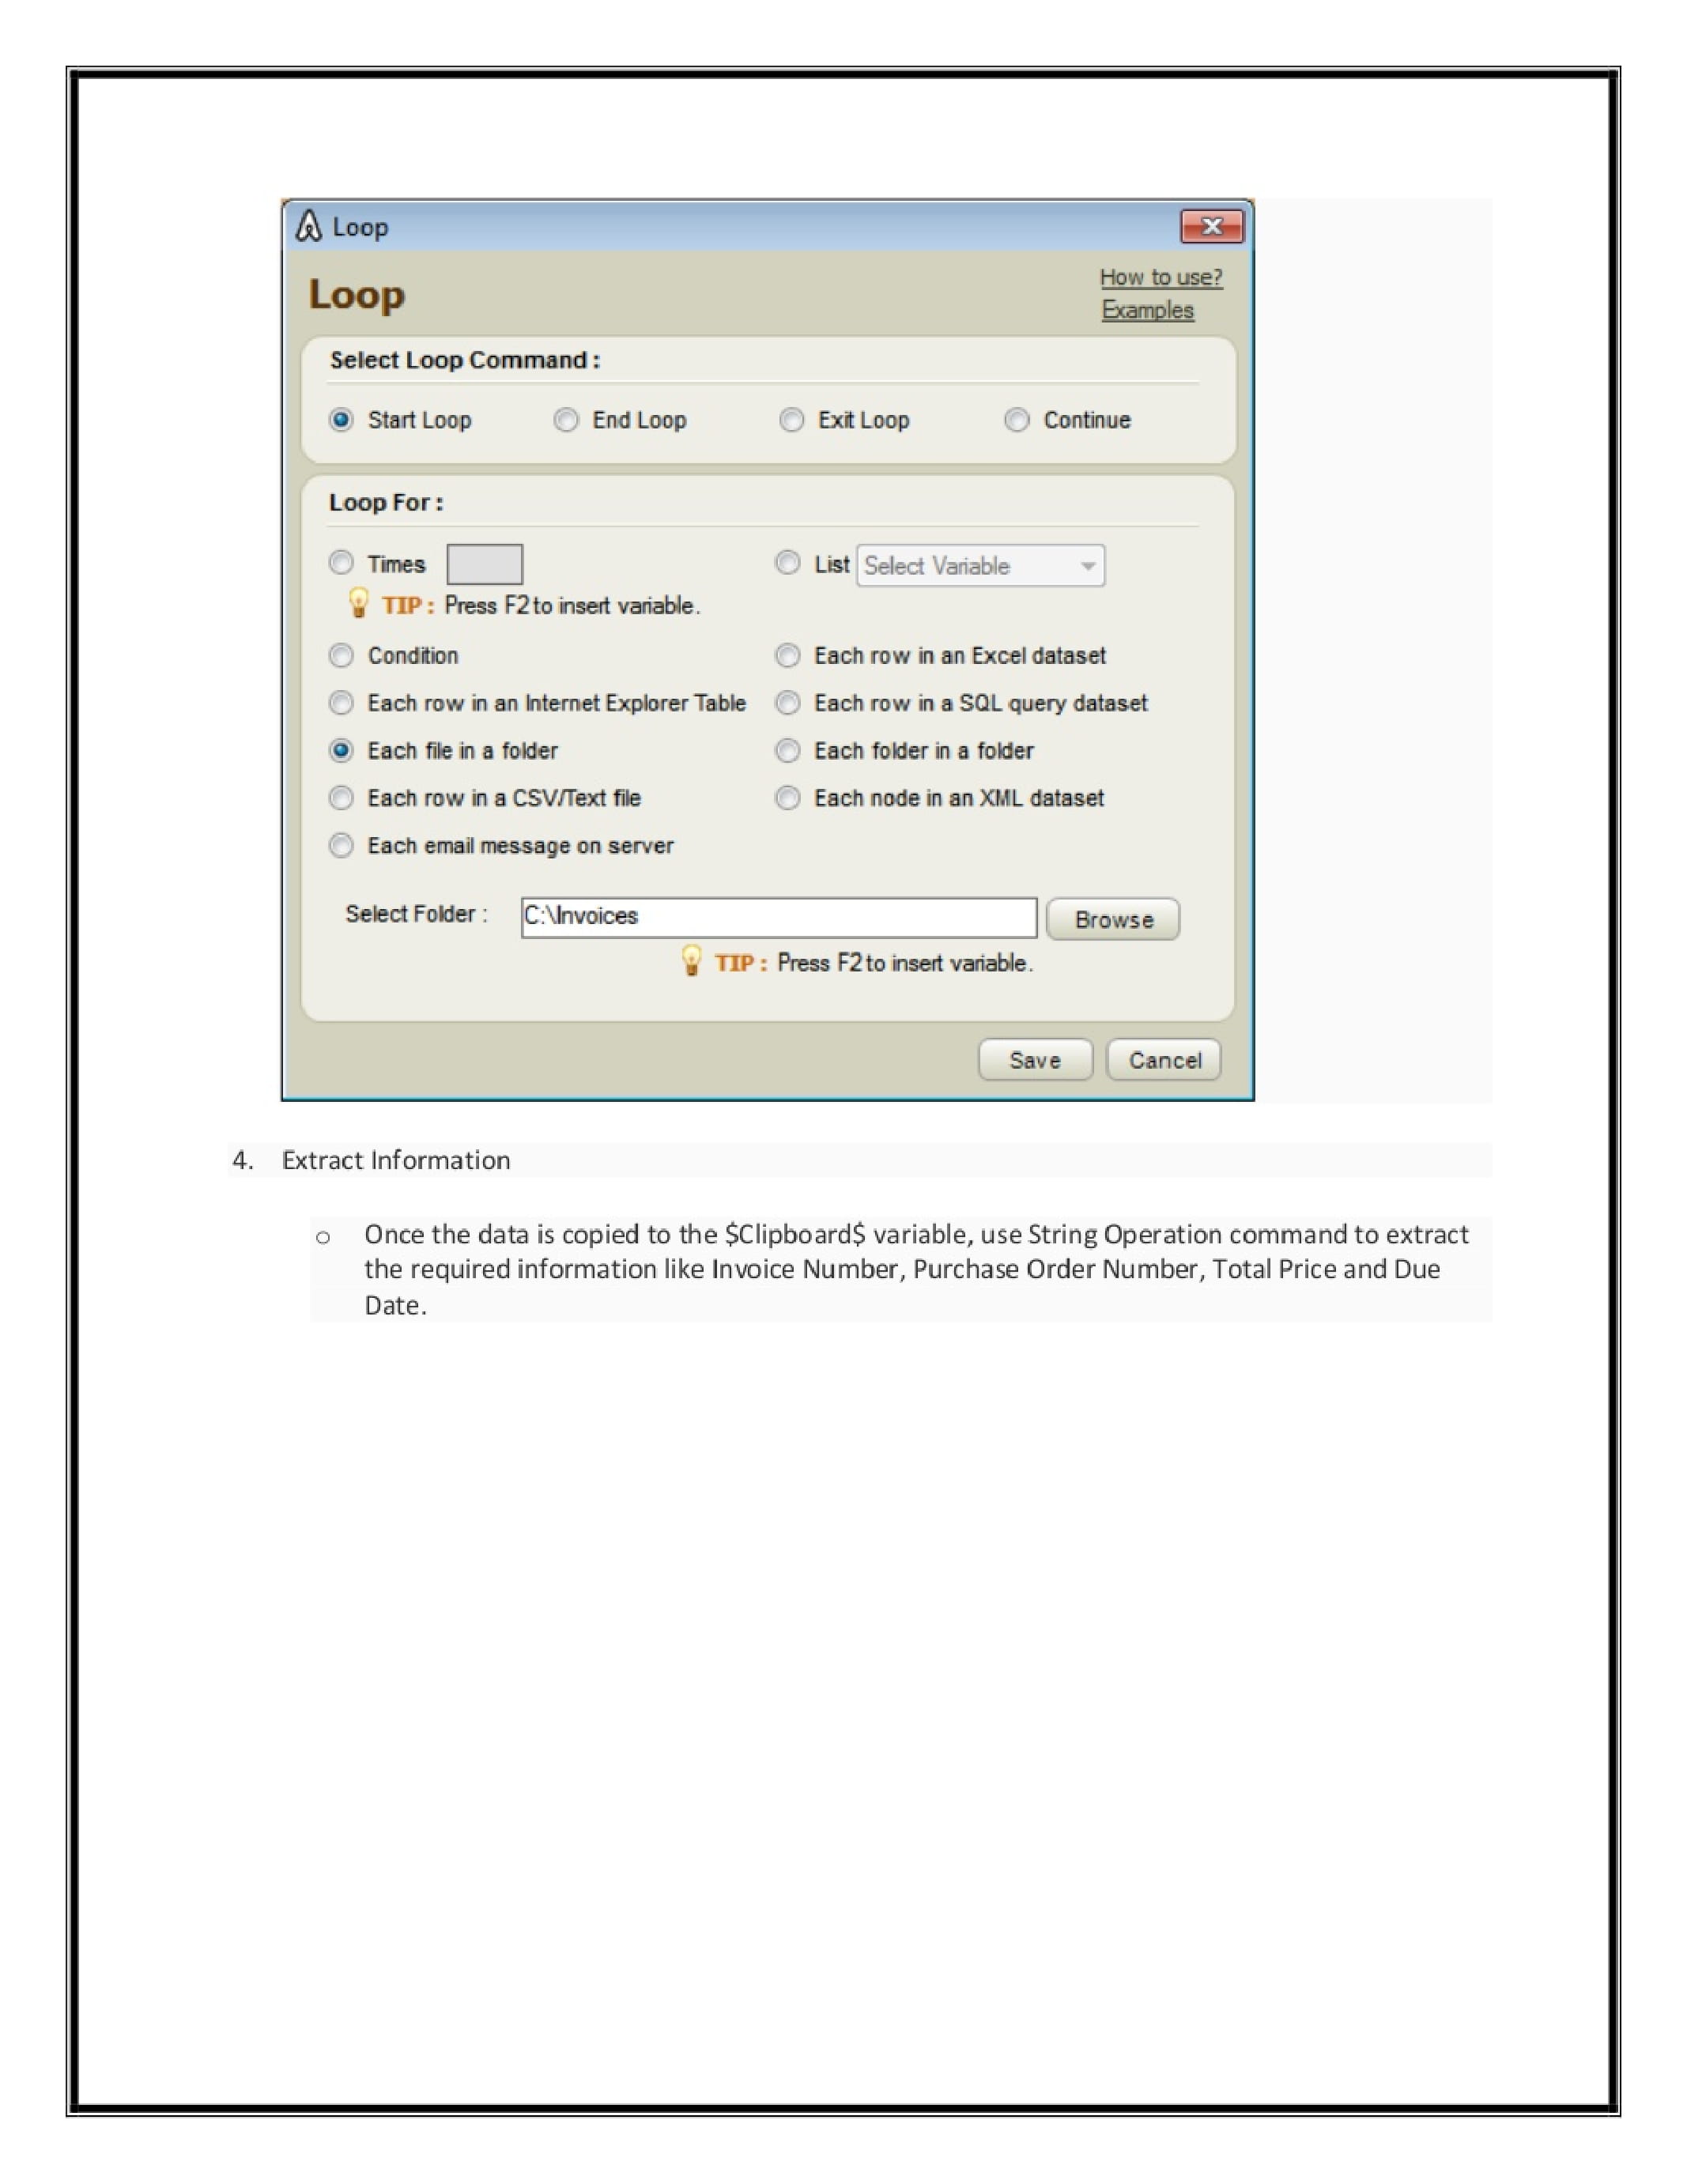 Loop
Loop
How to use?
Examples
Select Loop Command :
Start Loop End Loop Exit Loop Continue
Loop For :
Times List Select Variable
TIP : Press F2 to insert variable.
Condition Each row in an Excel dataset
Each row in an Internet Explorer Table Each row in a SQL query dataset
Each file in a folder Each folder in a folder
Each row in a CSV/Text file Each node in an XML dataset
Each email message on server
Select Folder : C:\Invoices Browse
TIP : Press F2 to insert variable.
Save Cancel
4. Extract Information
o Once the data is copied to the $Clipboard$ variable, use String Operation command to extract
the required information like Invoice Number, Purchase Order Number, Total Price and Due
Date.